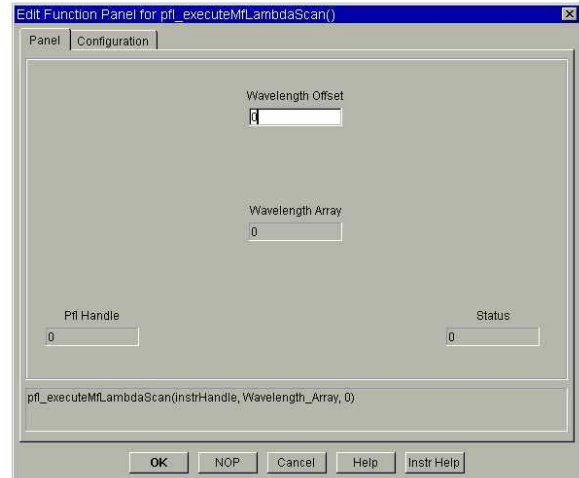 Edit Function Panel for pfl_executeMfLambdaScan()
Panel Configuration
Wavelength Offset
0
Wavelength Array
0
Pfl Handle Status
0 0
pfl_executeMfLambdaScan(instrHandle, Wavelength_Array, 0)
OK NOP Cancel Help Instr Help